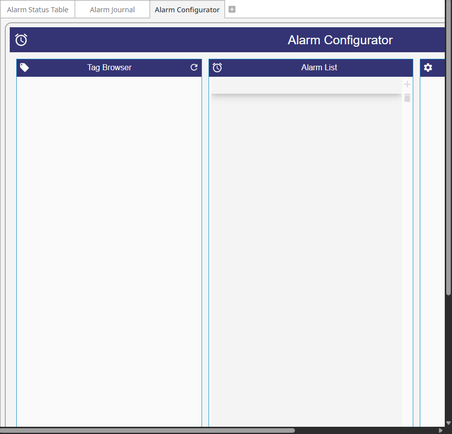 Alarm Status Table
Alarm Journal
Alarm Configurator
Alarm Configurator
Tag Browser
Alarm List